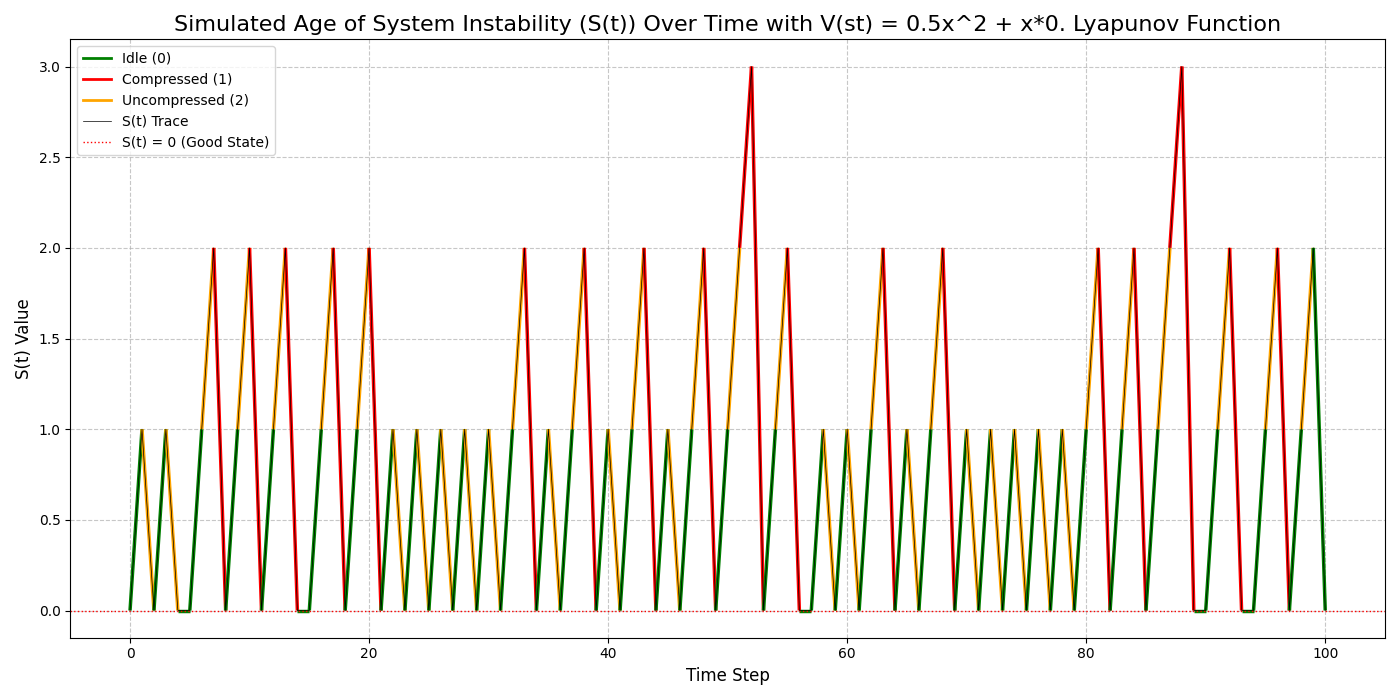 Simulated Age of System Instability (S(t)) Over Time with V(st) = 0.5x^2 + x*0. Lyapunov Function
Idle (0)
Compressed (1)
Uncompressed (2)
S(t) Trace
S(t) = 0 (Good State)
3.0
2.5
2.0
1.5
1.0
0.5
0.0
S(t) Value
0 20 40 60 80 100
Time Step